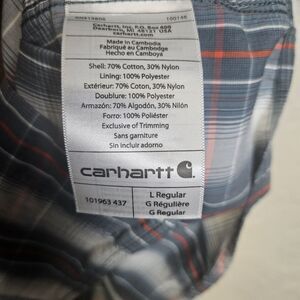 Carhartt, Inc. P.O. Box 600
Dearborn, MI 48121 USA
carhartt.com
Made in Cambodia
Fabriqué au Cambodge
Hecho en Camboya
Shell: 70% Cotton, 30% Nylon
Lining: 100% Polyester
Extérieur: 70% Coton, 30% Nylon
Doublure: 100% Polyester
Armazón: 70% Algodón, 30% Nilón
Forro: 100% Poliéster
Exclusive of Trimming
Sans garniture
Sin incluir adorno
carhartt
101963 437
L Regular
G Régulière
G Regular